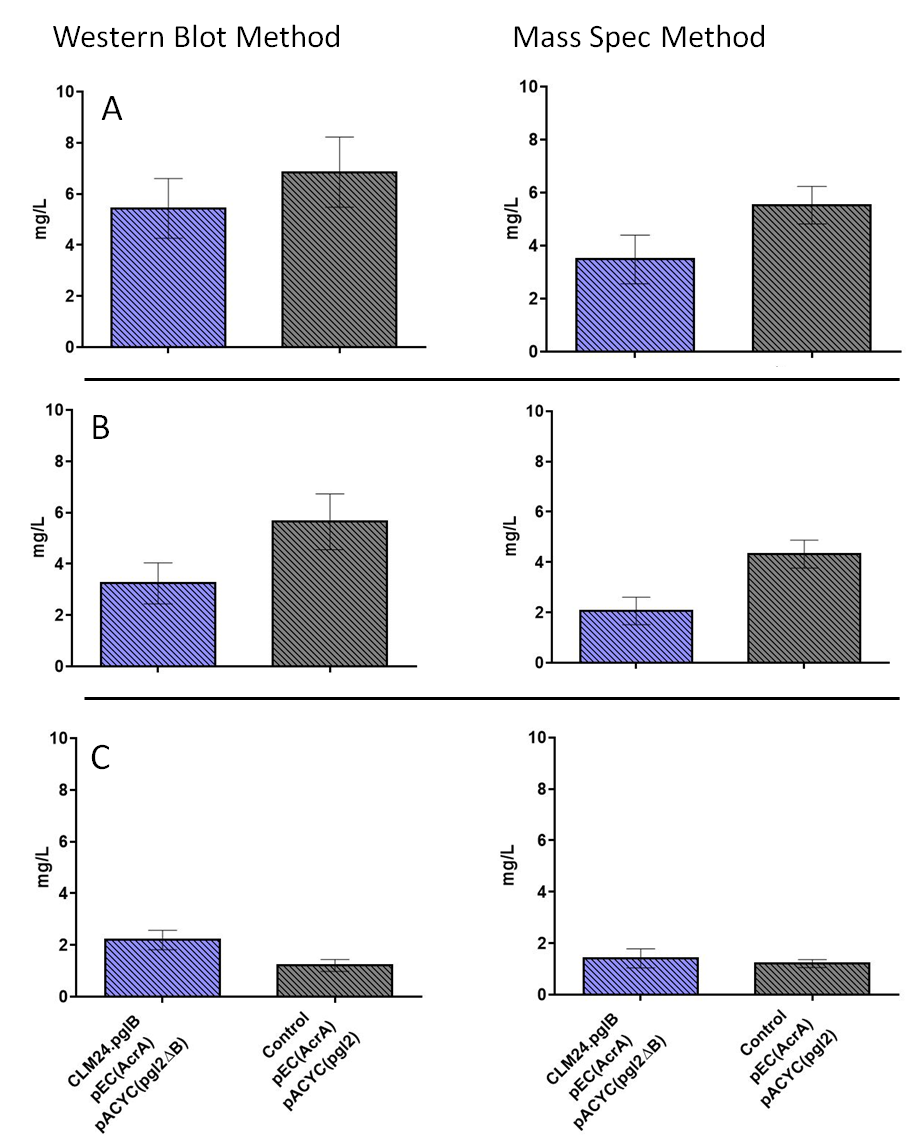 Western Blot Method
Mass Spec Method
A
10
8
6
4
2
0
mg/L
10
8
6
4
2
0
mg/L
B
10
8
6
4
2
0
mg/L
10
8
6
4
2
0
mg/L
C
10
8
6
4
2
0
mg/L
10
8
6
4
2
0
mg/L
CLM24.pglB
pEC(AcrA)
pACYC(pgl2ΔB)
Control
pEC(AcrA)
pACYC(pgl2)
CLM24.pglB
pEC(AcrA)
pACYC(pgl2ΔB)
Control
pEC(AcrA)
pACYC(pgl2)